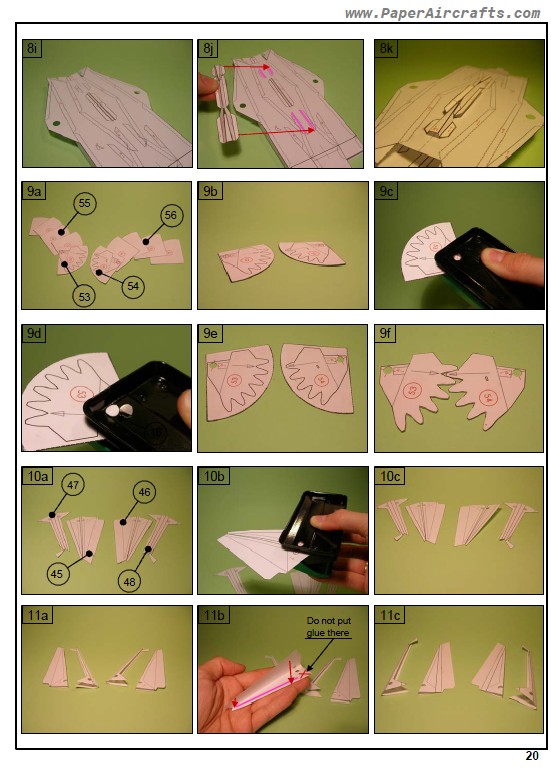 www.PaperAircrafts.com
8i
8j
8k
9a
55
56
53
54
9b
9c
9d
9e
9f
10a
47
46
45
48
10b
10c
11a
11b
Do not put
glue there
11c
20